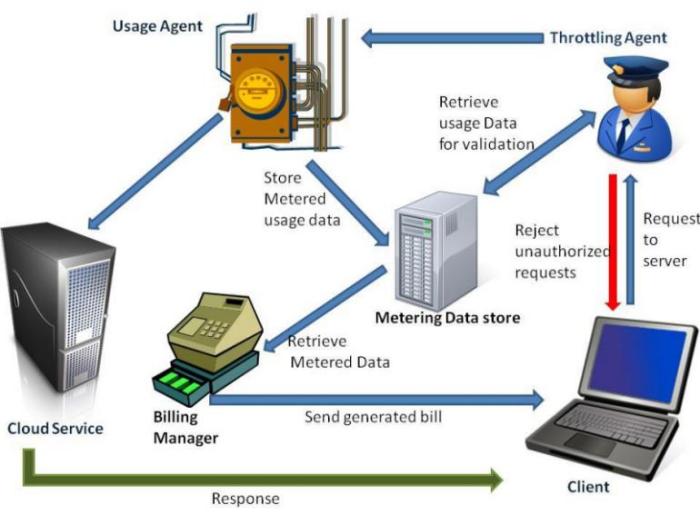 Usage Agent
Throttling Agent
Retrieve
usage Data
for validation
Store
Metered
usage data
Reject
unauthorized
requests
Request
to
server
Metering Data store
Retrieve
Metered Data
Billing
Manager
Send generated bill
Cloud Service
Client
Response